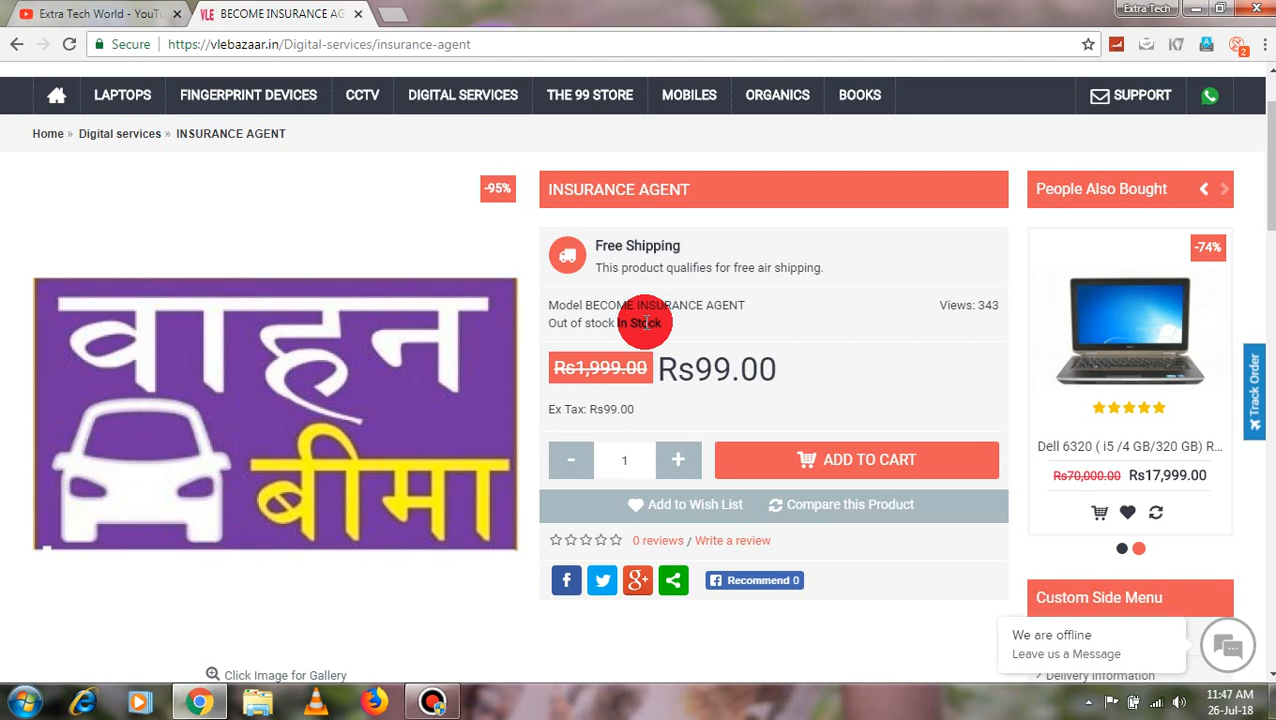 Extra Tech World - YouTu
VLE BECOME INSURANCE AG
Extra Tech
Secure https://vlebazaar.in/Digital-services/insurance-agent
K7
2
LAPTOPS FINGERPRINT DEVICES CCTV DIGITAL SERVICES THE 99 STORE MOBILES ORGANICS BOOKS SUPPORT
Home » Digital services » INSURANCE AGENT
-95%
वाहन
बीमा
Click Image for Gallery
INSURANCE AGENT
Free Shipping
This product qualifies for free air shipping.
Model BECOME INSURANCE AGENT Views: 343
Out of stock In Stock
Rs1,999.00 Rs99.00
Ex Tax: Rs99.00
- 1 + ADD TO CART
Add to Wish List Compare this Product
0 reviews / Write a review
Recommend 0
People Also Bought
-74%
Dell 6320 ( i5 /4 GB/320 GB) R...
Rs70,000.00 Rs17,999.00
Track Order
Custom Side Menu
We are offline
Leave us a Message
Delivery Information
11:47 AM
26-Jul-18